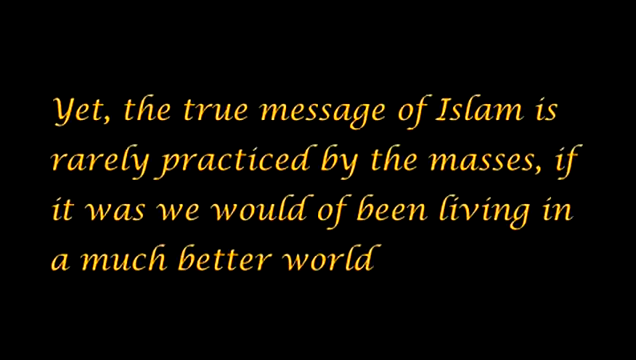 Yet, the true message of Islam is
rarely practiced by the masses, if
it was we would of been living in
a much better world